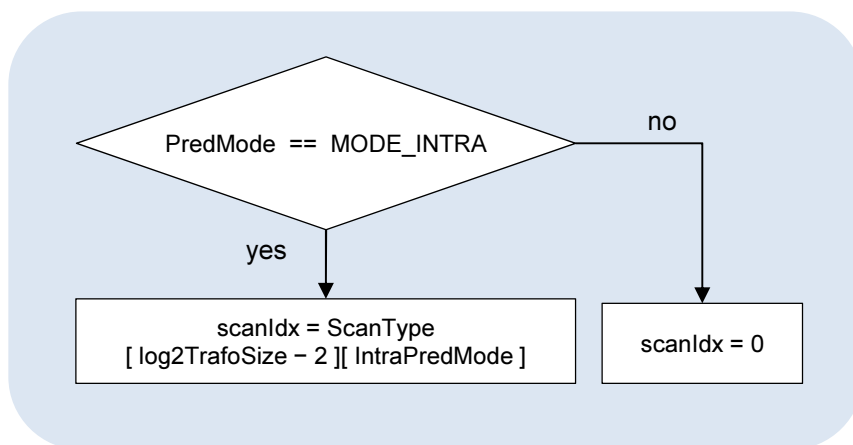 PredMode == MODE_INTRA
no
yes
scanIdx = ScanType
[ log2TrafoSize − 2 ][ IntraPredMode ]
scanIdx = 0